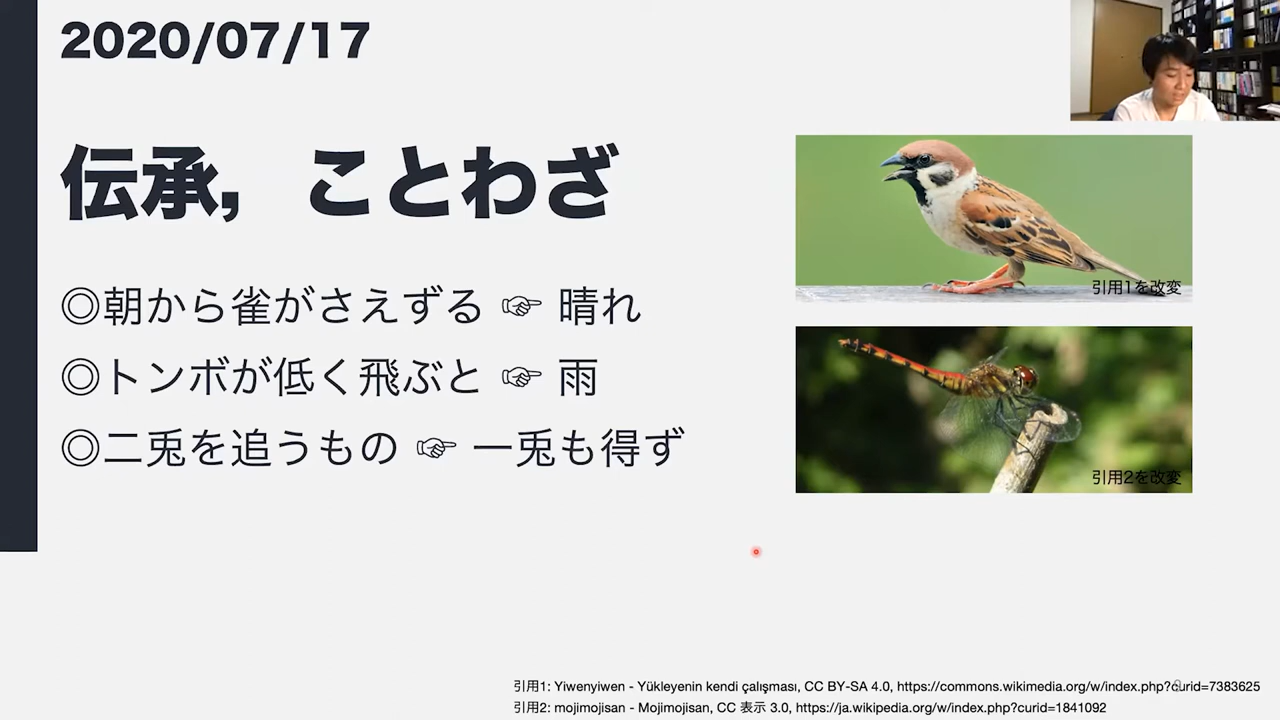 2020/07/17
伝承, ことわざ
◎朝から雀がさえずる ☞ 晴れ
◎トンボが低く飛ぶと ☞ 雨
◎二兎を追うもの ☞ 一兎も得ず
引用1を改変
引用2を改変
引用1: Yiwenyiwen - Yükleyenin kendi çalışması, CC BY-SA 4.0, https://commons.wikimedia.org/w/index.php?curid=7383625
引用2: mojimojisan - Mojimojisan, CC 表示 3.0, https://ja.wikipedia.org/w/index.php?curid=1841092